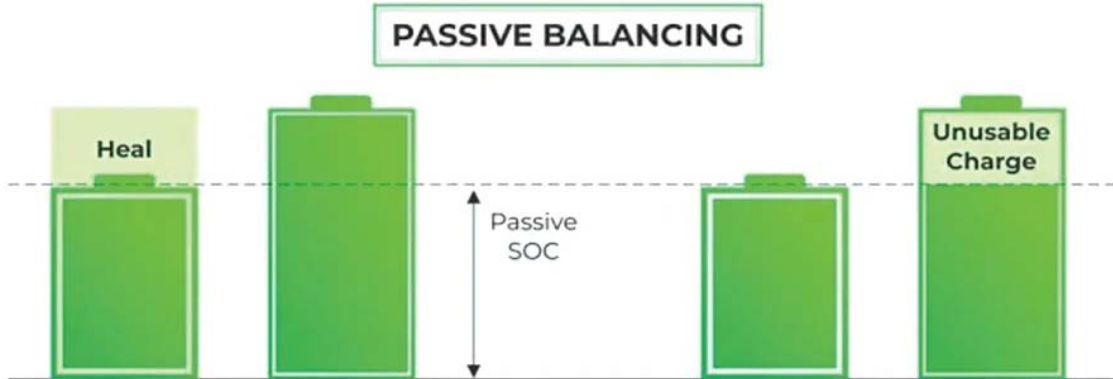 PASSIVE BALANCING
Heal
Unusable
Charge
Passive
SOC